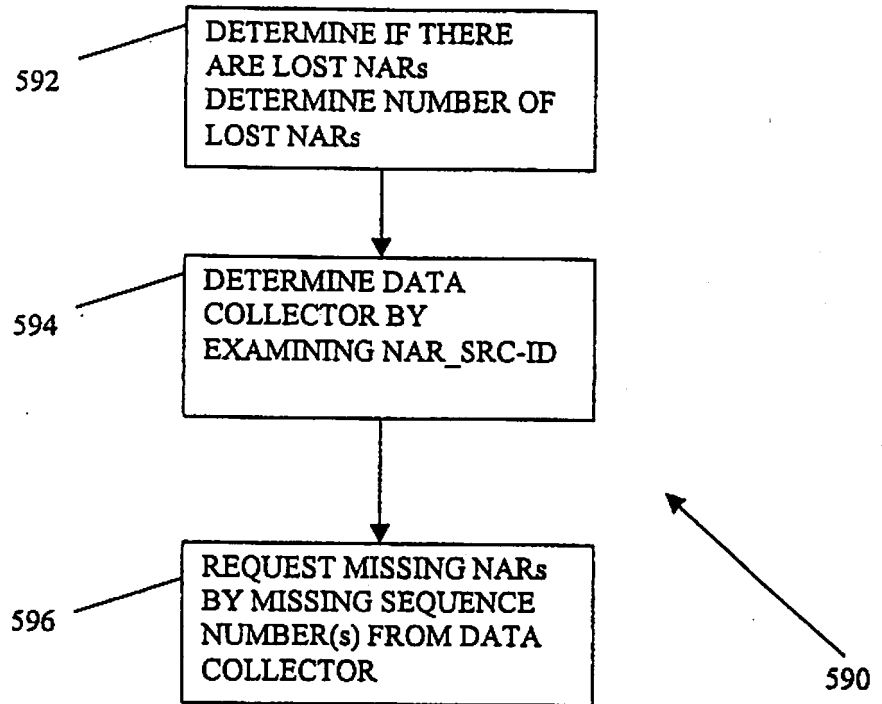 592
DETERMINE IF THERE
ARE LOST NARs
DETERMINE NUMBER OF
LOST NARs
594
DETERMINE DATA
COLLECTOR BY
EXAMINING NAR_SRC-ID
596
REQUEST MISSING NARs
BY MISSING SEQUENCE
NUMBER(s) FROM DATA
COLLECTOR
590